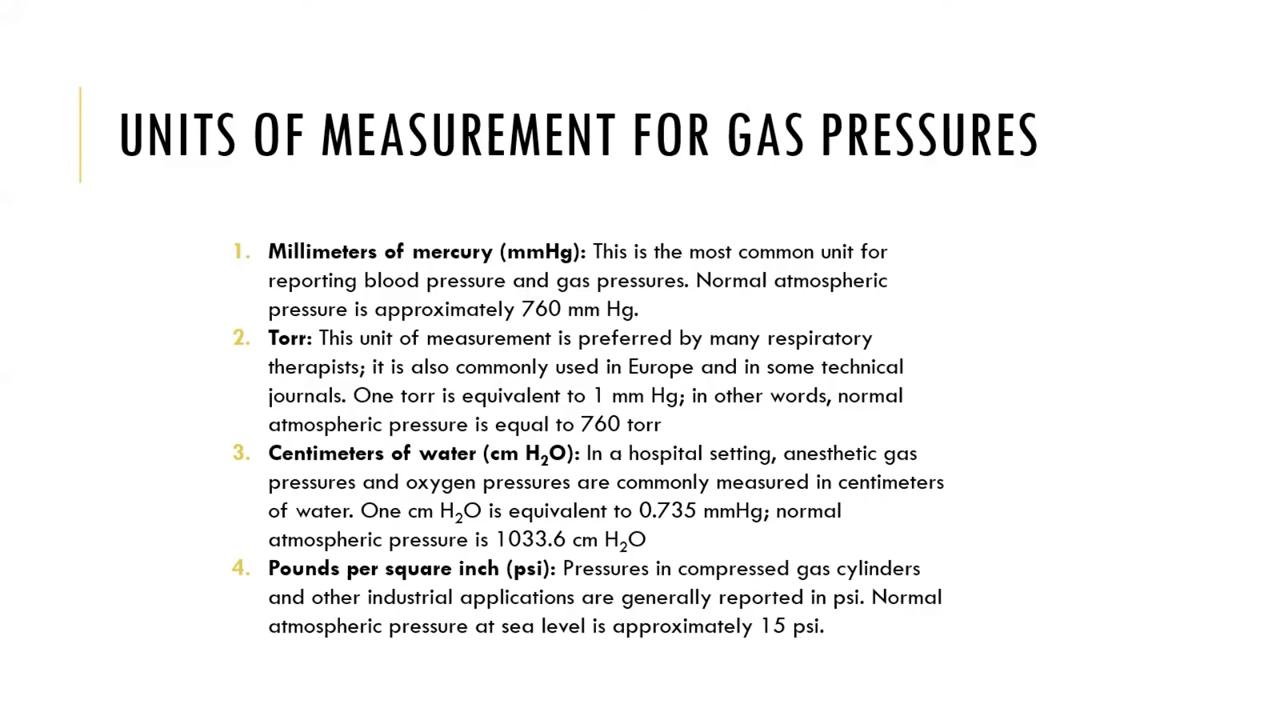 UNITS OF MEASUREMENT FOR GAS PRESSURES
1. Millimeters of mercury (mmHg): This is the most common unit for
reporting blood pressure and gas pressures. Normal atmospheric
pressure is approximately 760 mm Hg.
2. Torr: This unit of measurement is preferred by many respiratory
therapists; it is also commonly used in Europe and in some technical
journals. One torr is equivalent to 1 mm Hg; in other words, normal
atmospheric pressure is equal to 760 torr
3. Centimeters of water (cm H₂O): In a hospital setting, anesthetic gas
pressures and oxygen pressures are commonly measured in centimeters
of water. One cm H₂O is equivalent to 0.735 mmHg; normal
atmospheric pressure is 1033.6 cm H₂O
4. Pounds per square inch (psi): Pressures in compressed gas cylinders
and other industrial applications are generally reported in psi. Normal
atmospheric pressure at sea level is approximately 15 psi.